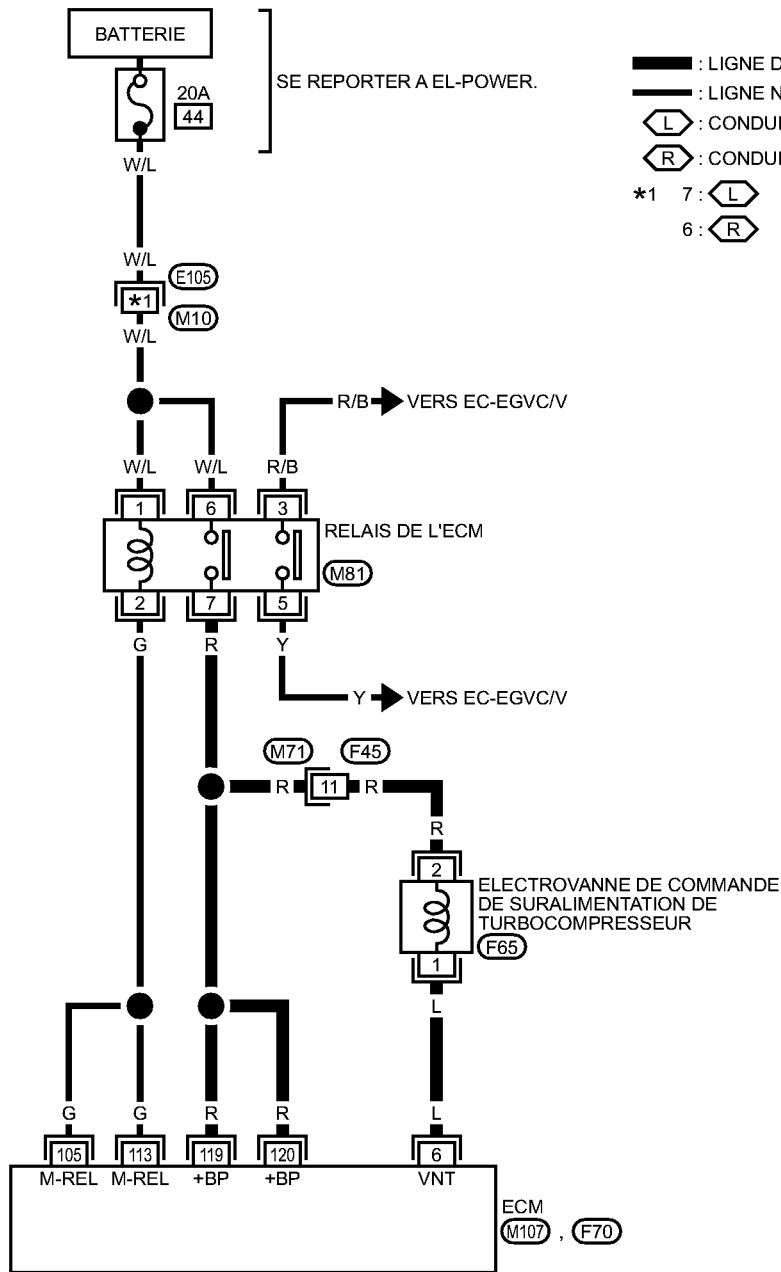 BATTERIE
SE REPORTER A EL-POWER.
20A
44
: LIGNE D
: LIGNE N
L : CONDUI
R : CONDUI
*1 7 : L
6 : R
W/L
W/L
E105
*1
M10
W/L
R/B VERS EC-EGVC/V
W/L W/L R/B
1 6 3
RELAIS DE L'ECM
M81
2 7 5
G R Y
Y VERS EC-EGVC/V
M71 F45
R 11 R
R
2
ELECTROVANNE DE COMMANDE
DE SURALIMENTATION DE
TURBOCOMPRESSEUR
F65
1
L
G G R R L
105 113 119 120 6
M-REL M-REL +BP +BP VNT
ECM
M107 , F70